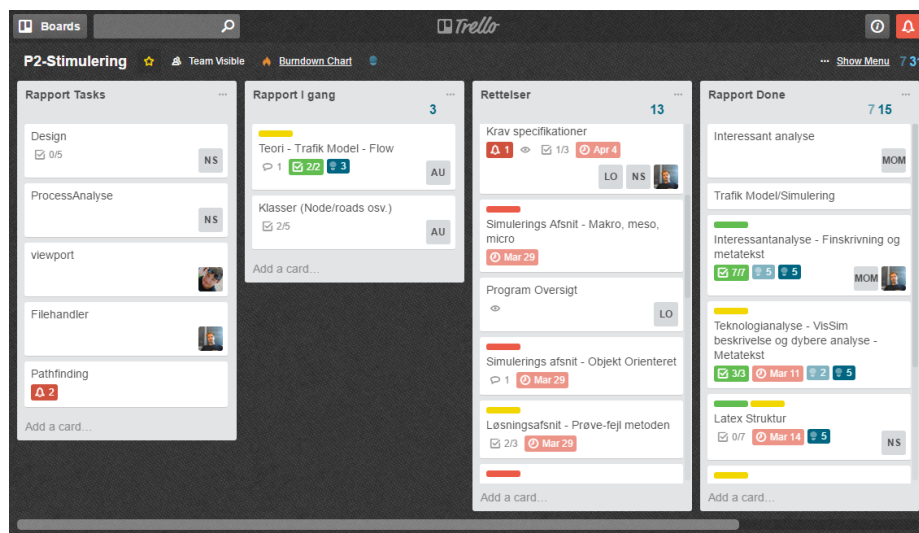 Boards
Trello
P2-Stimulering
Team Visible
Burndown Chart
Show Menu
7
Rapport Tasks
Design
0/5
NS
ProcessAnalyse
NS
viewport
Filehandler
Pathfinding
2
Add a card...
Rapport I gang
3
Teori - Trafik Model - Flow
1 2/2 3
AU
Klasser (Node/roads osv.)
2/5
AU
Add a card...
Rettelser
13
Krav specifikationer
1 1/3 Apr 4
LO NS
Simulerings Afsnit - Makro, meso,
micro
Mar 29
Program Oversigt
LO
Simulerings afsnit - Objekt Orienteret
1 Mar 29
Løsningsafsnit - Prøve-fejl metoden
2/3 Mar 29
Add a card...
Rapport Done
7 15
Interessant analyse
MOM
Trafik Model/Simulering
Interessantanalyse - Finskrivning og
metatekst
7/7 5 5
MOM
Teknologianalyse - VisSim
beskrivelse og dybere analyse -
Metatekst
3/3 Mar 11 2 5
Latex Struktur
0/7 Mar 14 5
NS
Add a card...